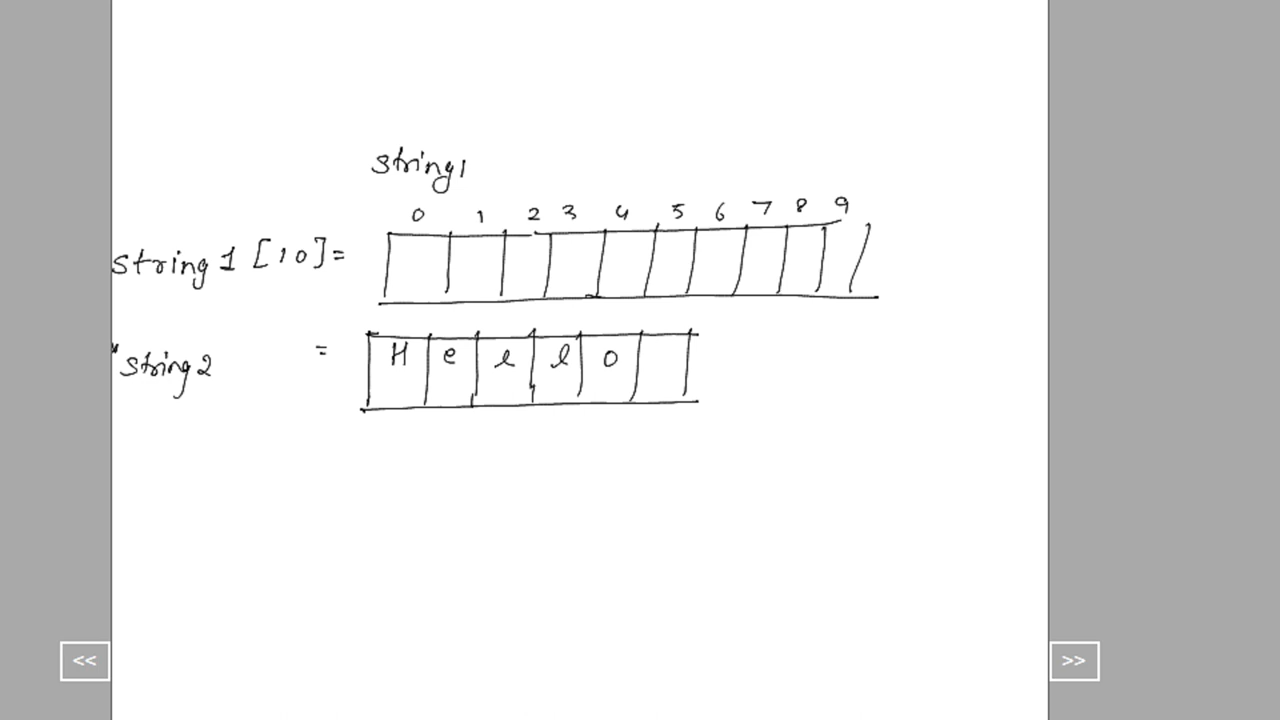 string1
0 1 2 3 4 5 6 7 8 9
string 1 [10] =
*string2 = H e l l o
<< >>